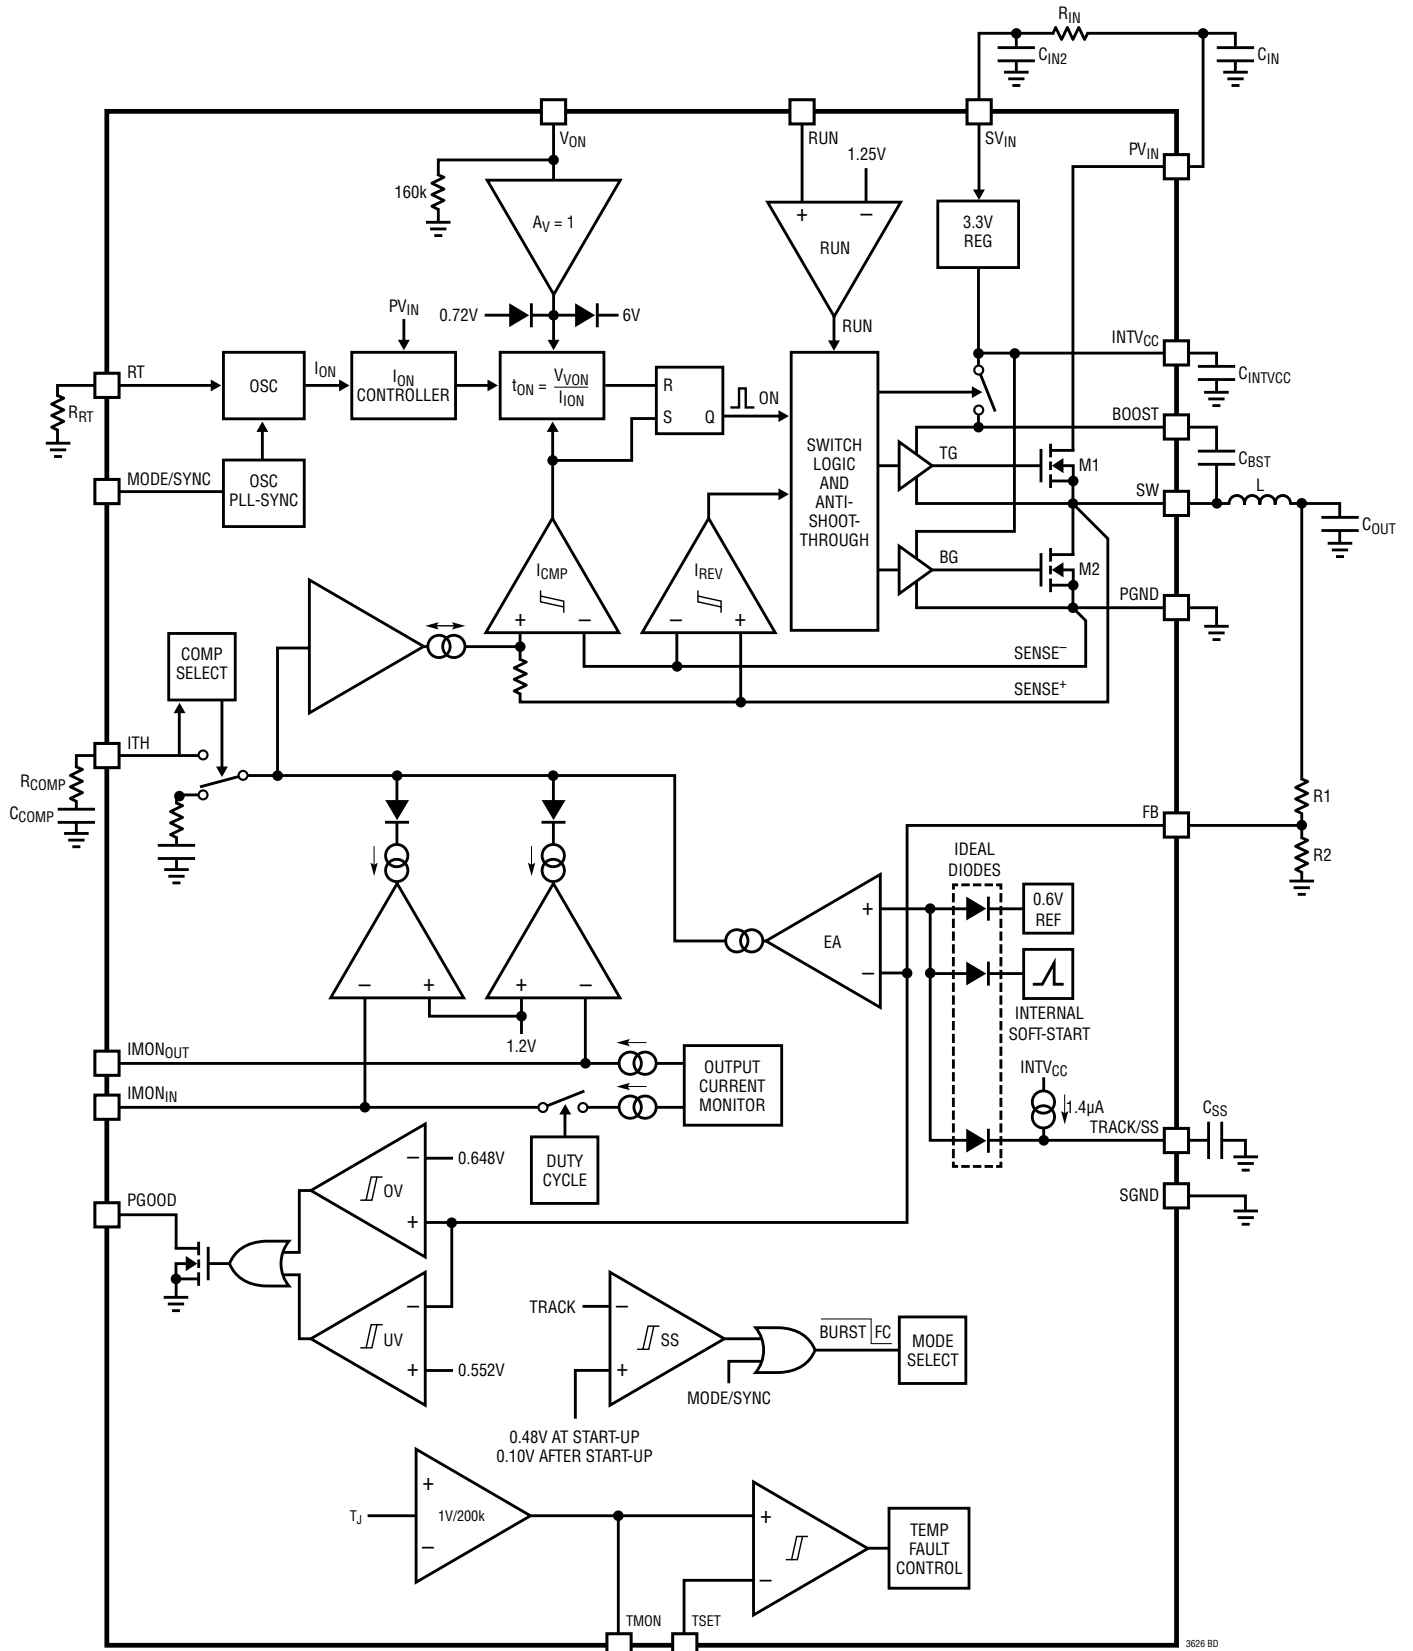 RIN
CIN2
CIN
VON
RUN
SVIN
1.25V
PVIN
160k
AV = 1
+
–
RUN
3.3V
REG
PVIN
0.72V
6V
RUN
INTVCC
RT
OSC
ION
ION
CONTROLLER
tON = VVON
IION
R
S
Q
ON
SWITCH
LOGIC
AND
ANTI-
SHOOT-
THROUGH
CINTVCC
BOOST
RRT
MODE/SYNC
OSC
PLL-SYNC
TG
M1
CBST
SW
L
COUT
ICMP
+
–
IREV
–
+
BG
M2
PGND
COMP
SELECT
SENSE–
SENSE+
ITH
RCOMP
CCOMP
FB
R1
R2
IDEAL
DIODES
+
–
EA
0.6V
REF
INTERNAL
SOFT-START
–
+
+
–
1.2V
IMONOUT
IMONIN
OUTPUT
CURRENT
MONITOR
INTVCC
1.4µA
TRACK/SS
CSS
DUTY
CYCLE
–
0.648V
OV
+
SGND
PGOOD
–
UV
+
0.552V
TRACK
–
SS
+
BURST
FC
MODE
SELECT
MODE/SYNC
0.48V AT START-UP
0.10V AFTER START-UP
TJ
+
1V/200k
–
+
–
TEMP
FAULT
CONTROL
TMON
TSET
3626 BD